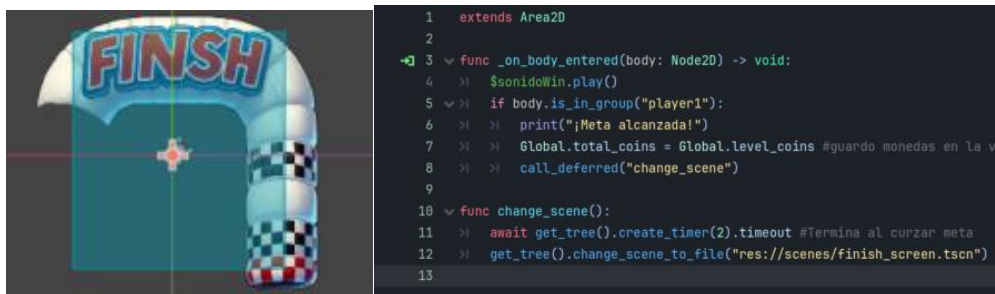 FINSH
1 extends Area2D
2
3 func _on_body_entered(body: Node2D) -> void:
4 $sonidoWin.play()
5 if body.is_in_group("player1"):
6 print("¡Meta alcanzada!")
7 Global.total_coins = Global.level_coins #guardo monedas en la v
8 call_deferred("change_scene")
9
10 func change_scene():
11 await get_tree().create_timer(2).timeout #Termina al curzar meta
12 get_tree().change_scene_to_file("res://scenes/finish_screen.tscn")
13